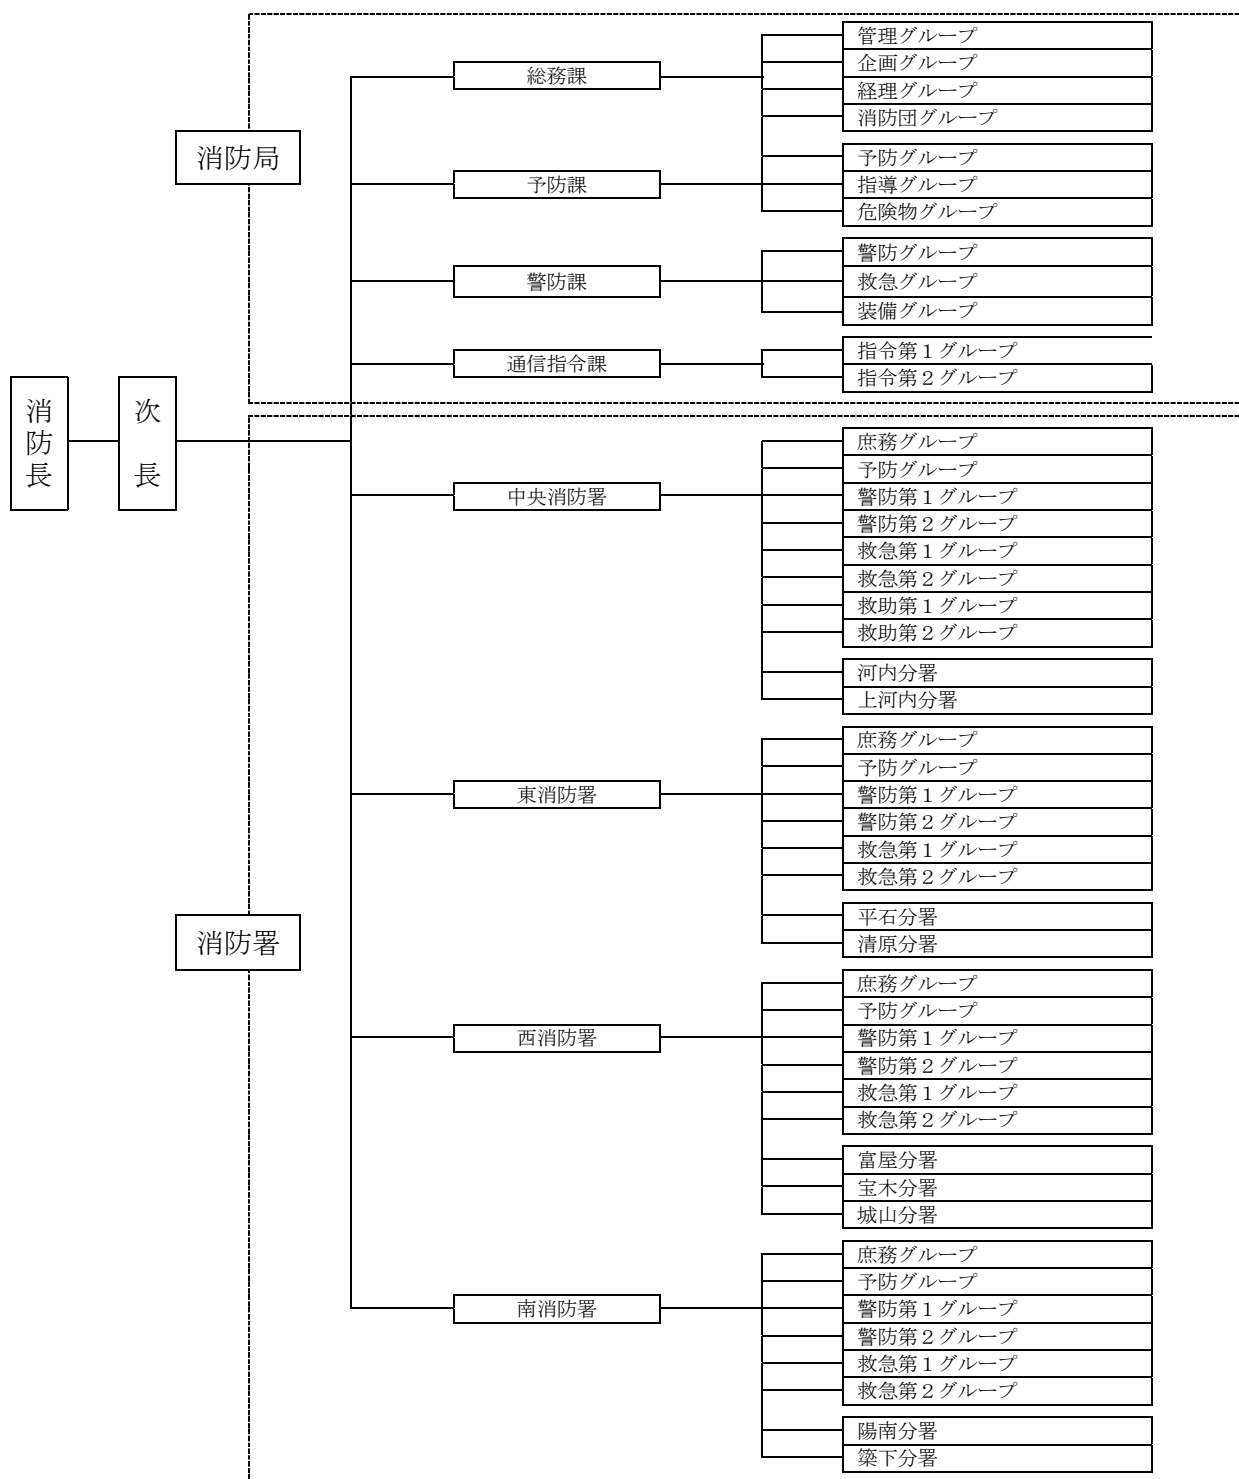 消防長
次長
消防局
総務課
管理グループ
企画グループ
経理グループ
消防団グループ
予防課
予防グループ
指導グループ
危険物グループ
警防課
警防グループ
救急グループ
装備グループ
通信指令課
指令第１グループ
指令第２グループ
消防署
中央消防署
庶務グループ
予防グループ
警防第１グループ
警防第２グループ
救急第１グループ
救急第２グループ
救助第１グループ
救助第２グループ
河内分署
上河内分署
東消防署
庶務グループ
予防グループ
警防第１グループ
警防第２グループ
救急第１グループ
救急第２グループ
平石分署
清原分署
西消防署
庶務グループ
予防グループ
警防第１グループ
警防第２グループ
救急第１グループ
救急第２グループ
富屋分署
宝木分署
城山分署
南消防署
庶務グループ
予防グループ
警防第１グループ
警防第２グループ
救急第１グループ
救急第２グループ
陽南分署
簗下分署